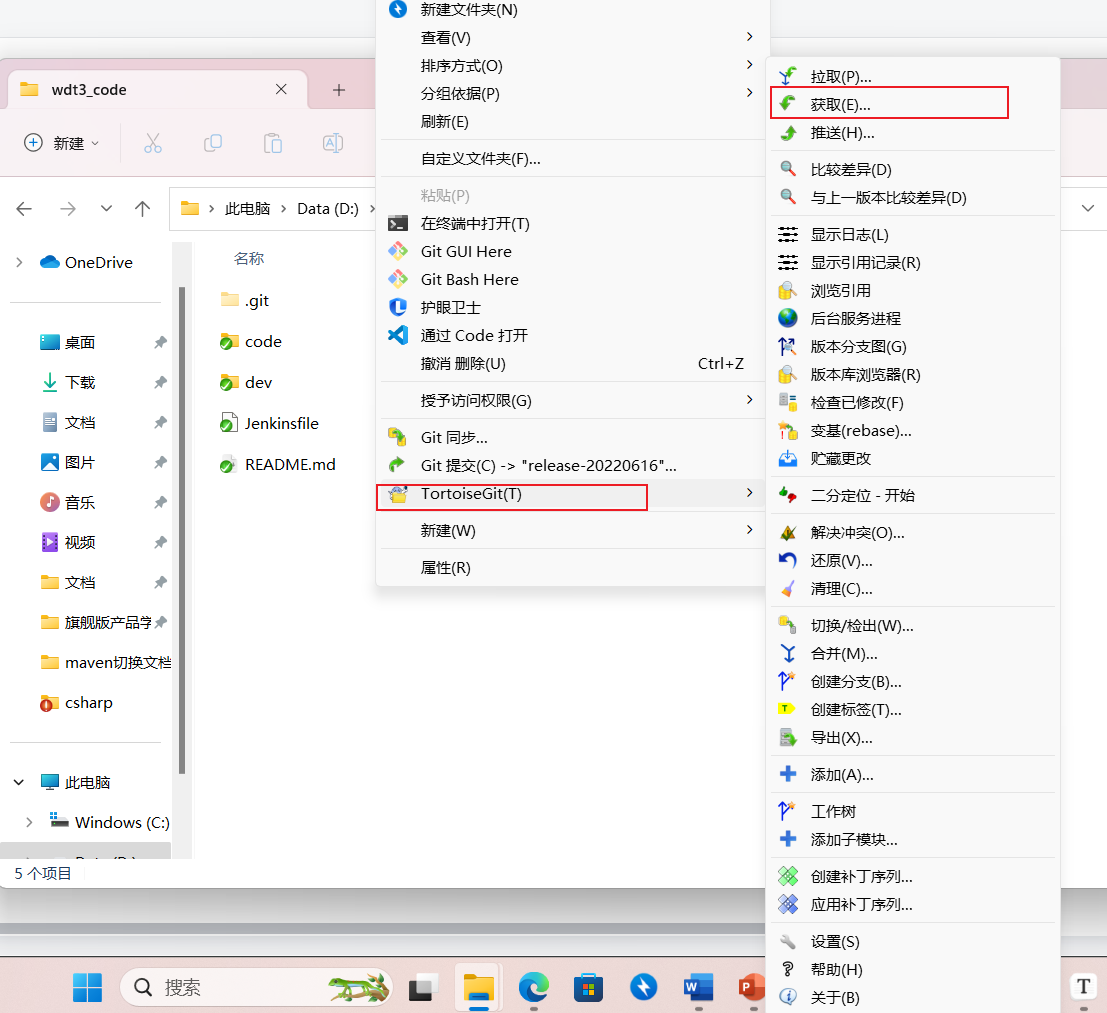 新建文件夹(N)
查看(V)
排序方式(O)
分组依据(P)
刷新(E)
自定义文件夹(F)...
粘贴(P)
在终端中打开(T)
Git GUI Here
Git Bash Here
护眼卫士
通过 Code 打开
撤消 删除(U) Ctrl+Z
授予访问权限(G)
Git 同步...
Git 提交(C) -> "release-20220616"...
TortoiseGit(T)
新建(W)
属性(R)
拉取(P)...
获取(E)...
推送(H)...
比较差异(D)
与上一版本比较差异(D)
显示日志(L)
显示引用记录(R)
浏览引用
后台服务进程
版本分支图(G)
版本库浏览器(R)
检查已修改(F)
变基(rebase)...
贮藏更改
二分定位 - 开始
解决冲突(O)...
还原(V)...
清理(C)...
切换/检出(W)...
合并(M)...
创建分支(B)...
创建标签(T)...
导出(X)...
添加(A)...
工作树
添加子模块...
创建补丁序列...
应用补丁序列...
设置(S)
帮助(H)
关于(B)
wdt3_code
新建
此电脑 Data (D:)
OneDrive
桌面
下载
文档
图片
音乐
视频
文档
旗舰版产品学
maven切换文档
csharp
此电脑
Windows (C:)
名称
.git
code
dev
Jenkinsfile
README.md
5 个项目
搜索